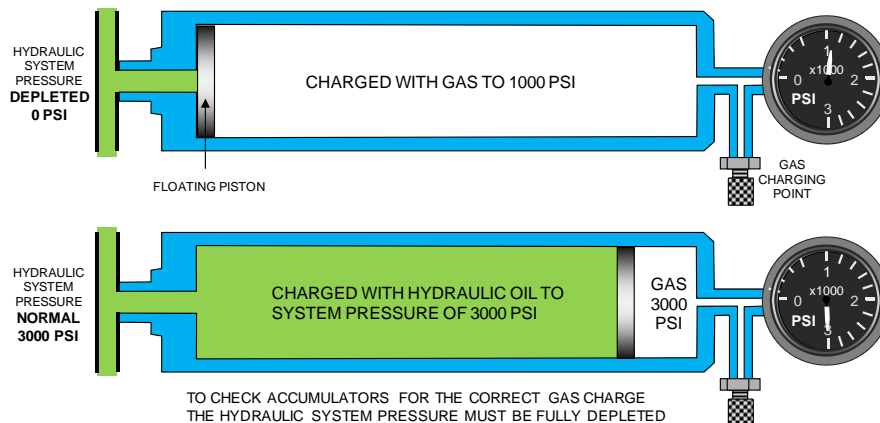 HYDRAULIC
SYSTEM
PRESSURE
DEPLETED
0 PSI
CHARGED WITH GAS TO 1000 PSI
FLOATING PISTON
1
x1000
0
2
PSI
3
GAS
CHARGING
POINT
HYDRAULIC
SYSTEM
PRESSURE
NORMAL
3000 PSI
CHARGED WITH HYDRAULIC OIL TO
SYSTEM PRESSURE OF 3000 PSI
GAS
3000
PSI
1
x1000
0
2
PSI
3
TO CHECK ACCUMULATORS FOR THE CORRECT GAS CHARGE
THE HYDRAULIC SYSTEM PRESSURE MUST BE FULLY DEPLETED